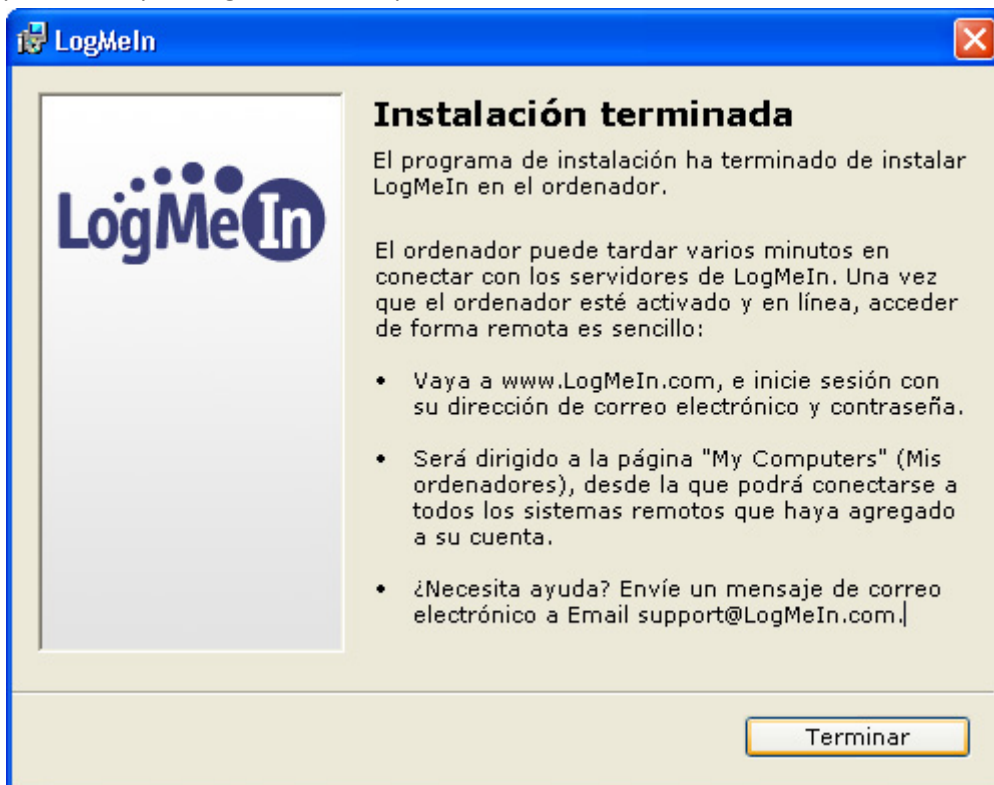 LogMeIn
Instalación terminada
El programa de instalación ha terminado de instalar
LogMeIn en el ordenador.
LogMeIn
El ordenador puede tardar varios minutos en
conectar con los servidores de LogMeIn. Una vez
que el ordenador esté activado y en línea, acceder
de forma remota es sencillo:
• Vaya a www.LogMeIn.com, e inicie sesión con
su dirección de correo electrónico y contraseña.
• Será dirigido a la página "My Computers" (Mis
ordenadores), desde la que podrá conectarse a
todos los sistemas remotos que haya agregado
a su cuenta.
• ¿Necesita ayuda? Envíe un mensaje de correo
electrónico a Email support@LogMeIn.com.
Terminar